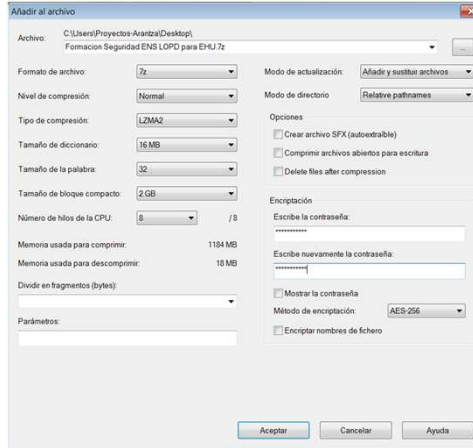 Añadir al archivo
Archivo:
C:\Users\Proyectos-Arantza\Desktop\
Formacion Seguridad ENS LOPD para EHU.7z
...
Formato de archivo: 7z
Nivel de compresión: Normal
Tipo de compresión: LZMA2
Tamaño de diccionario: 16 MB
Tamaño de la palabra: 32
Tamaño de bloque compacto: 2 GB
Número de hilos de la CPU: 8 / 8
Memoria usada para comprimir: 1184 MB
Memoria usada para descomprimir: 18 MB
Dividir en fragmentos (bytes):
Parámetros:
Modo de actualización: Añadir y sustituir archivos
Modo de directorio Relative pathnames
Opciones
Crear archivo SFX (autoextraíble)
Comprimir archivos abiertos para escritura
Delete files after compression
Encriptación
Escribe la contraseña:
***********
Escribe nuevamente la contraseña:
***********
Mostrar la contraseña
Método de encriptación: AES-256
Encriptar nombres de fichero
Aceptar Cancelar Ayuda